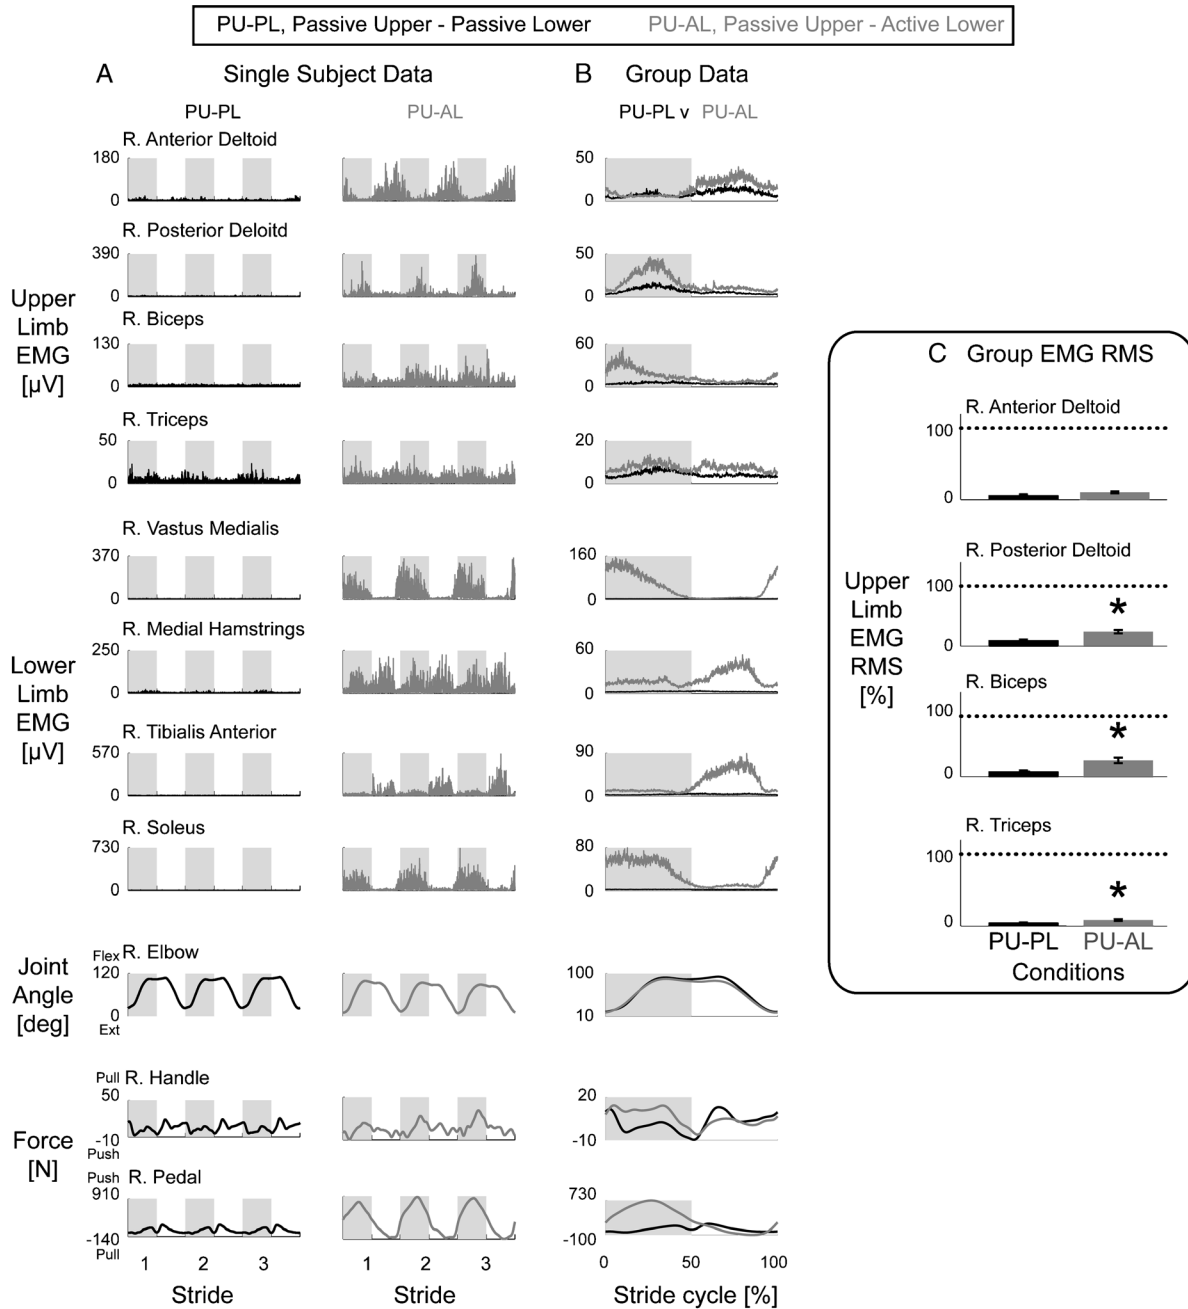 PU-PL, Passive Upper - Passive Lower PU-AL, Passive Upper - Active Lower
A Single Subject Data B Group Data
PU-PL PU-AL PU-PL v PU-AL
R. Anterior Deltoid
180 50
0 0
R. Posterior Deloitd
390 50
0 0
Upper
Limb
EMG
[µV]
R. Biceps
130 60
0 0
R. Triceps
50 20
0 0
R. Vastus Medialis
370 160
0 0
R. Medial Hamstrings
250 60
0 0
Lower
Limb
EMG
[µV]
R. Tibialis Anterior
570 90
0 0
R. Soleus
730 80
0 0
Joint
Angle
[deg]
Flex R. Elbow
120 100
0 10
Ext
Force
[N]
Pull R. Handle
50 20
-10 -10
Push
Push R. Pedal
910 730
-140 -100
Pull
1 2 3 1 2 3 0 50 100
Stride Stride Stride cycle [%]
C Group EMG RMS
Upper
Limb
EMG
RMS
[%]
R. Anterior Deltoid
100
0
R. Posterior Deltoid
100
*
0
R. Biceps
100
*
0
R. Triceps
100
*
0
PU-PL PU-AL
Conditions